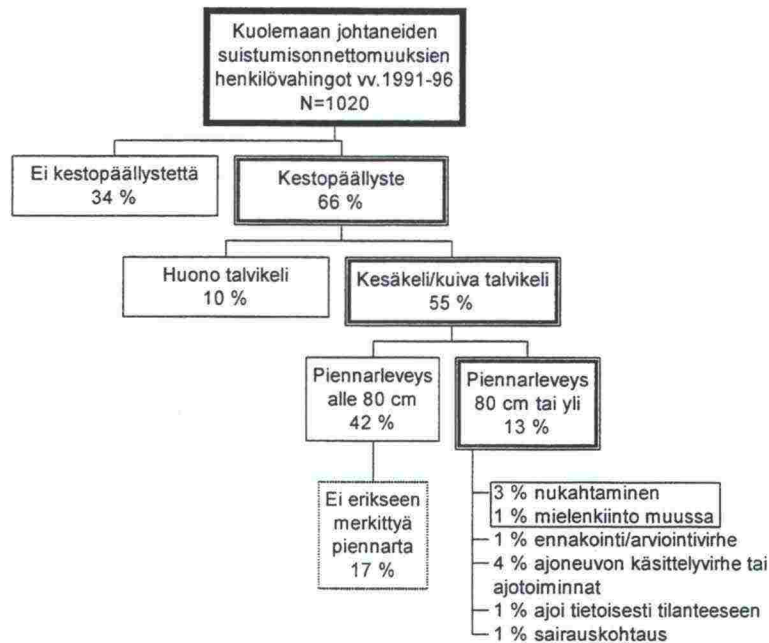 Kuolemaan johtaneiden
suistumisonnettomuuksien
henkilövahingot vv.1991-96
N=1020
Ei kestopäällystettä
34 %
Kestopäällyste
66 %
Huono talvikeli
10 %
Kesäkeli/kuiva talvikeli
55 %
Piennarleveys
alle 80 cm
42 %
Piennarleveys
80 cm tai yli
13 %
Ei erikseen
merkittyä
piennarta
17 %
3 % nukahtaminen
1 % mielenkiinto muussa
1 % ennakointi/arviointivirhe
4 % ajoneuvon käsittelyvirhe tai
ajotoiminnat
1 % ajoi tietoisesti tilanteeseen
1 % sairauskohtaus